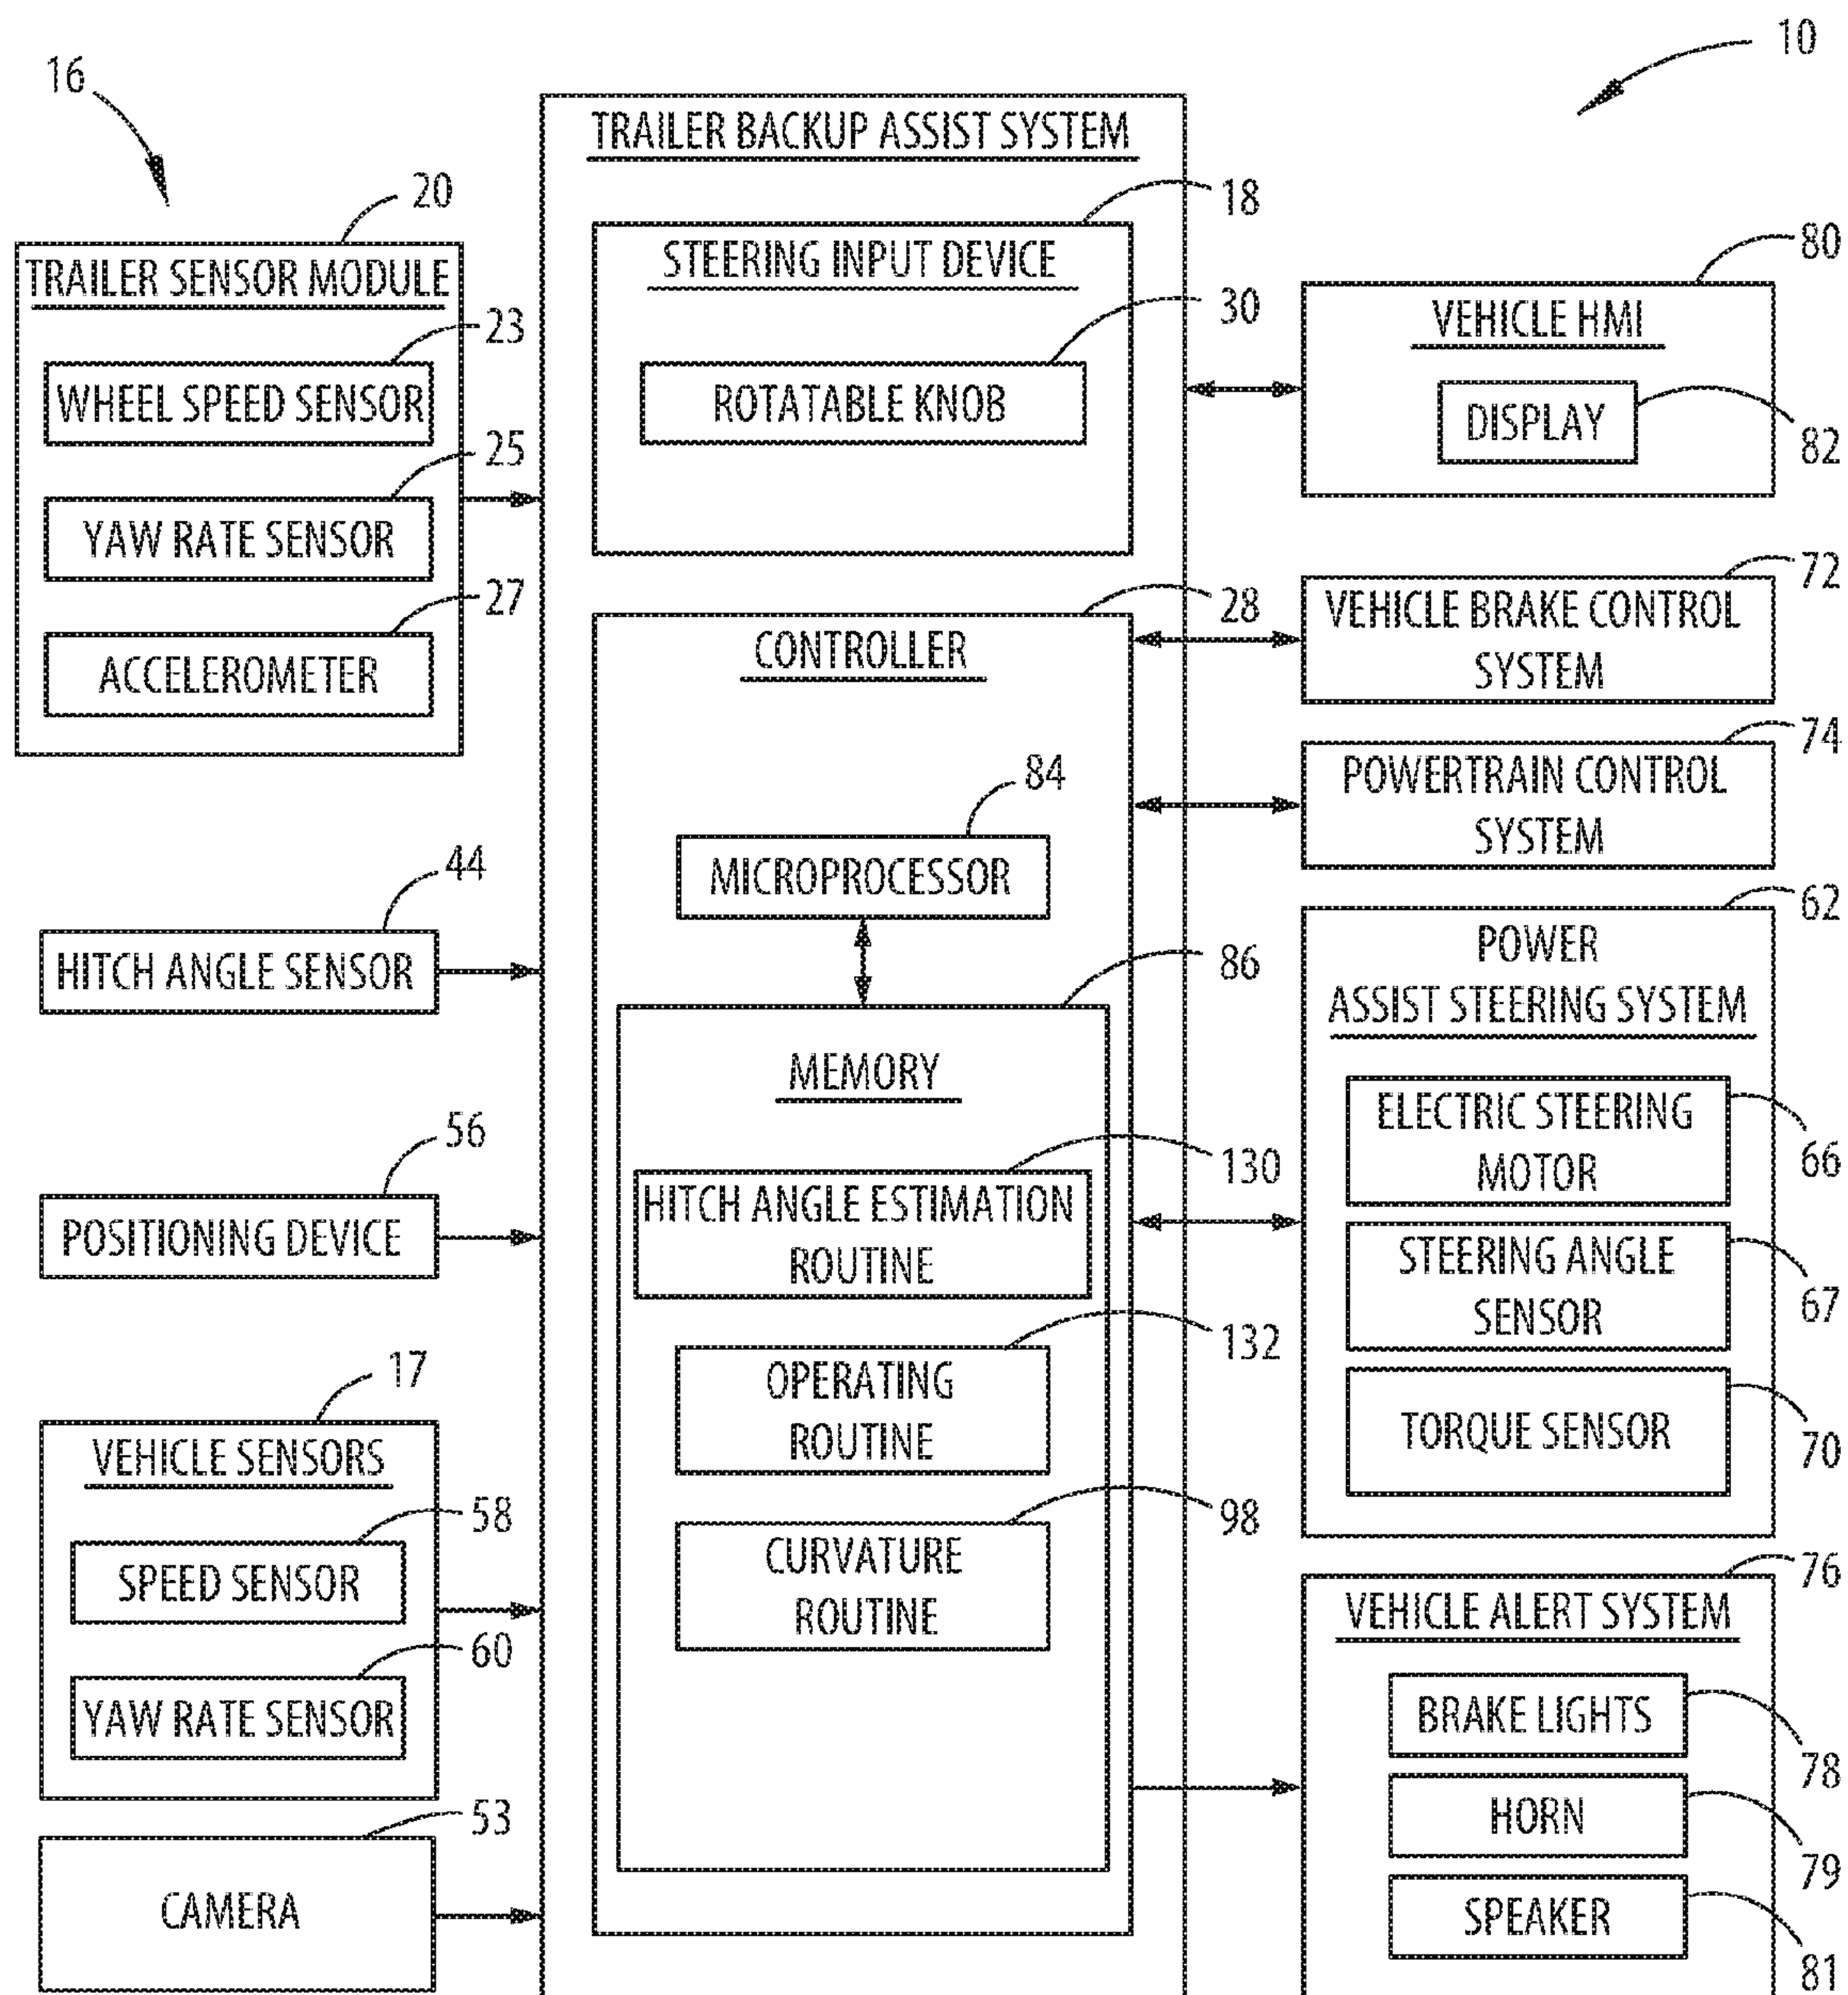 10
16
TRAILER BACKUP ASSIST SYSTEM
20
TRAILER SENSOR MODULE
23
WHEEL SPEED SENSOR
25
YAW RATE SENSOR
27
ACCELEROMETER
44
HITCH ANGLE SENSOR
56
POSITIONING DEVICE
17
VEHICLE SENSORS
58
SPEED SENSOR
60
YAW RATE SENSOR
53
CAMERA
18
STEERING INPUT DEVICE
30
ROTATABLE KNOB
28
CONTROLLER
84
MICROPROCESSOR
86
MEMORY
130
HITCH ANGLE ESTIMATION
ROUTINE
132
OPERATING
ROUTINE
98
CURVATURE
ROUTINE
80
VEHICLE HMI
DISPLAY
82
72
VEHICLE BRAKE CONTROL
SYSTEM
74
POWERTRAIN CONTROL
SYSTEM
62
POWER
ASSIST STEERING SYSTEM
ELECTRIC STEERING
MOTOR
66
STEERING ANGLE
SENSOR
67
TORQUE SENSOR
70
76
VEHICLE ALERT SYSTEM
BRAKE LIGHTS
78
HORN
79
SPEAKER
81